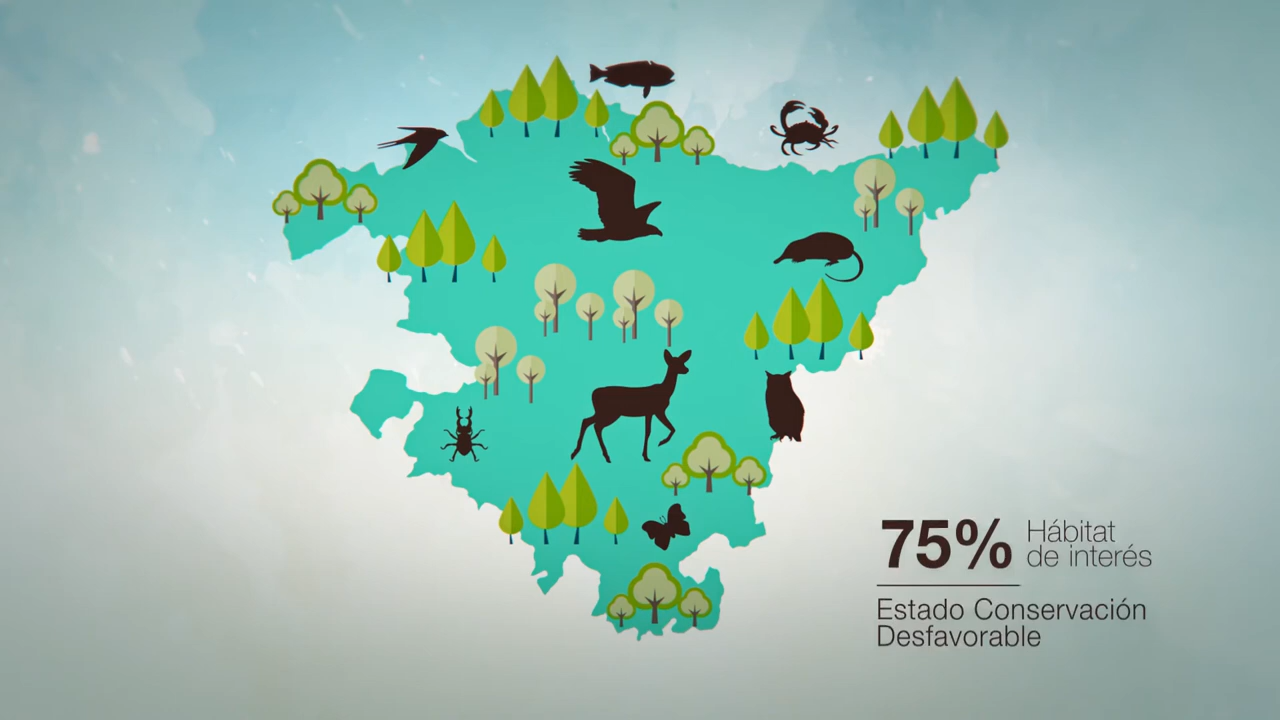 75%
Hábitat
de interés
Estado Conservación
Desfavorable